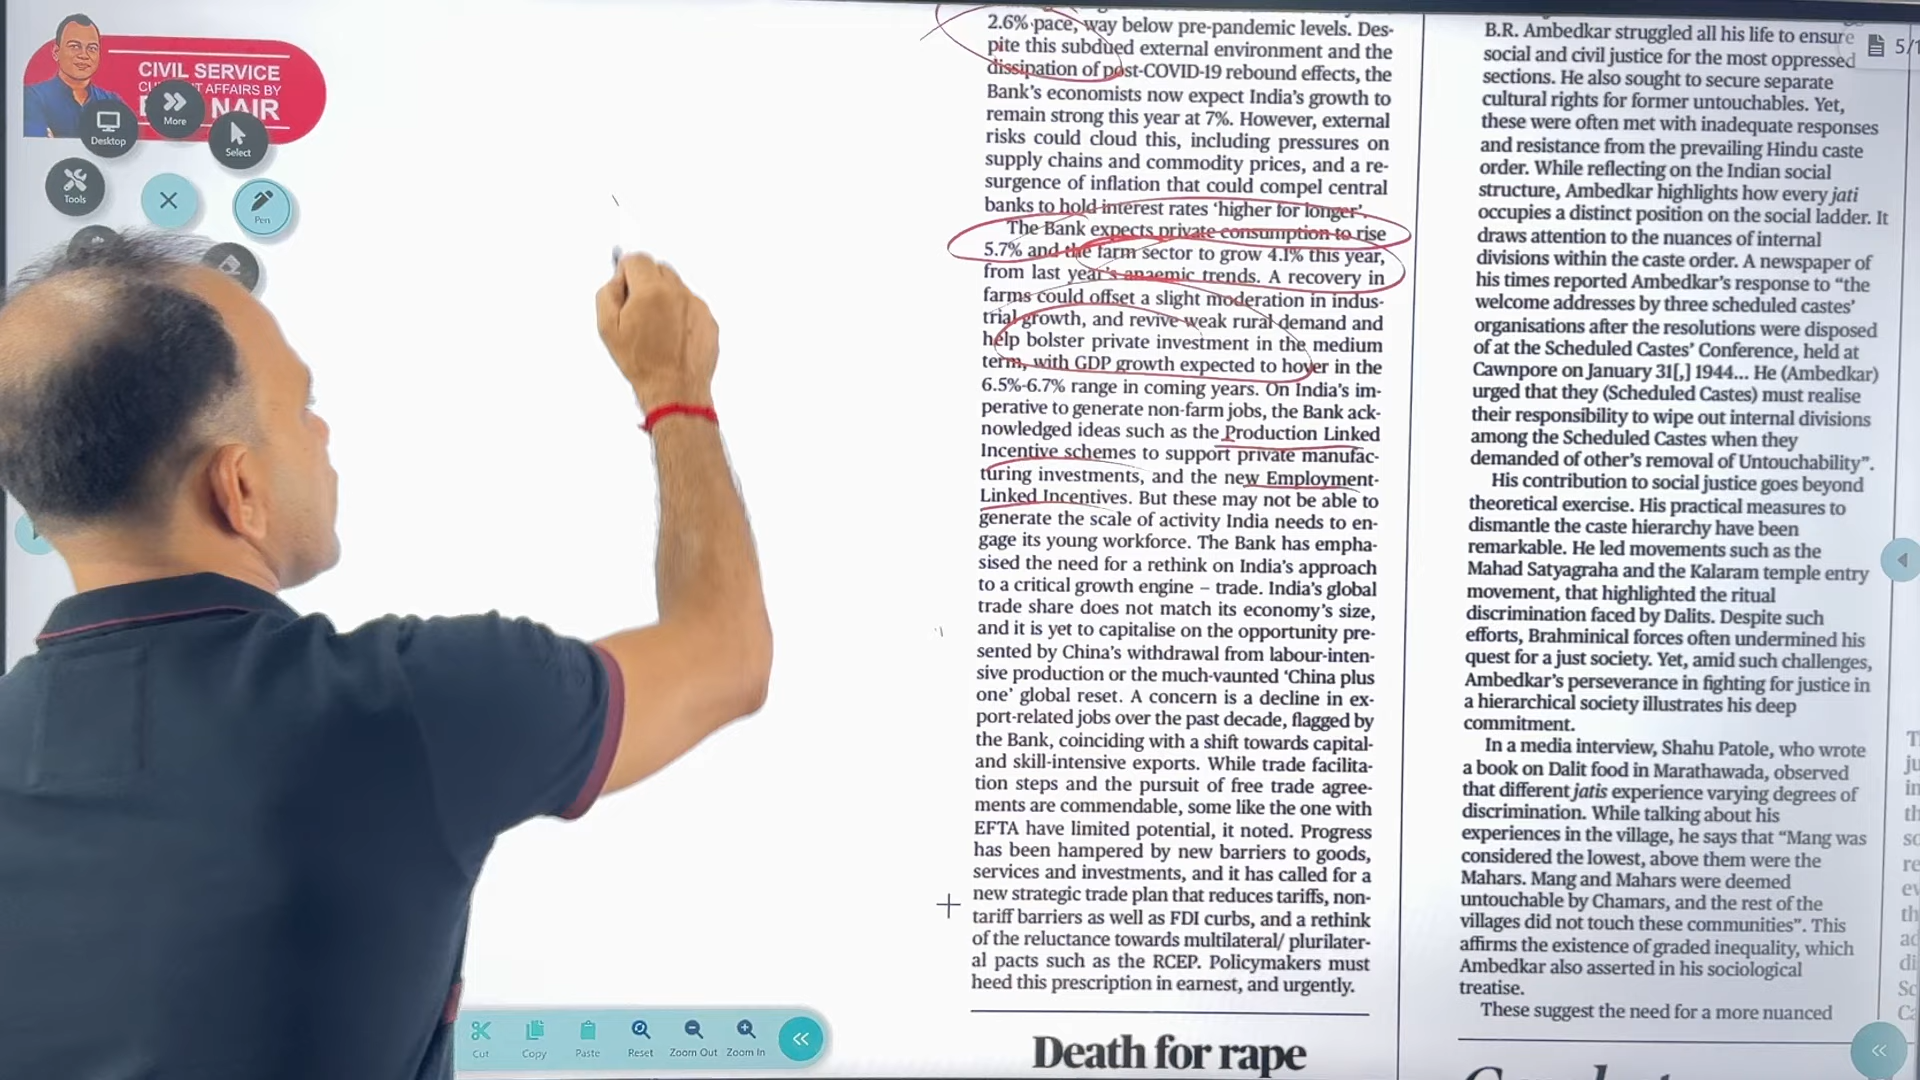 CIVIL SERVICE
AFFAIRS BY
NAIR
More
Desktop
Select
Tools
Pen
2.6% pace, way below pre-pandemic levels. Des-
pite this subdued external environment and the
dissipation of post-COVID-19 rebound effects, the
Bank's economists now expect India's growth to
remain strong this year at 7%. However, external
risks could cloud this, including pressures on
supply chains and commodity prices, and a re-
surgence of inflation that could compel central
banks to hold interest rates 'higher for longer'.
The Bank expects private consumption to rise
5.7% and the farm sector to grow 4.1% this year,
from last year's anaemic trends. A recovery in
farms could offset a slight moderation in indus-
trial growth, and revive weak rural demand and
help bolster private investment in the medium
term, with GDP growth expected to hover in the
6.5%-6.7% range in coming years. On India's im-
perative to generate non-farm jobs, the Bank ack-
nowledged ideas such as the Production Linked
Incentive schemes to support private manufac-
turing investments, and the new Employment-
Linked Incentives. But these may not be able to
generate the scale of activity India needs to en-
gage its young workforce. The Bank has empha-
sised the need for a rethink on India's approach
to a critical growth engine – trade. India's global
trade share does not match its economy's size,
and it is yet to capitalise on the opportunity pre-
sented by China's withdrawal from labour-inten-
sive production or the much-vaunted 'China plus
one' global reset. A concern is a decline in ex-
port-related jobs over the past decade, flagged by
the Bank, coinciding with a shift towards capital-
and skill-intensive exports. While trade facilita-
tion steps and the pursuit of free trade agree-
ments are commendable, some like the one with
EFTA have limited potential, it noted. Progress
has been hampered by new barriers to goods,
services and investments, and it has called for a
new strategic trade plan that reduces tariffs, non-
tariff barriers as well as FDI curbs, and a rethink
of the reluctance towards multilateral/ plurilater-
al pacts such as the RCEP. Policymakers must
heed this prescription in earnest, and urgently.
Death for rape
B.R. Ambedkar struggled all his life to ensure
social and civil justice for the most oppressed
sections. He also sought to secure separate
cultural rights for former untouchables. Yet,
these were often met with inadequate responses
and resistance from the prevailing Hindu caste
order. While reflecting on the Indian social
structure, Ambedkar highlights how every jati
occupies a distinct position on the social ladder. It
draws attention to the nuances of internal
divisions within the caste order. A newspaper of
his times reported Ambedkar's response to "the
welcome addresses by three scheduled castes'
organisations after the resolutions were disposed
of at the Scheduled Castes' Conference, held at
Cawnpore on January 31[,] 1944... He (Ambedkar)
urged that they (Scheduled Castes) must realise
their responsibility to wipe out internal divisions
among the Scheduled Castes when they
demanded of other's removal of Untouchability".
His contribution to social justice goes beyond
theoretical exercise. His practical measures to
dismantle the caste hierarchy have been
remarkable. He led movements such as the
Mahad Satyagraha and the Kalaram temple entry
movement, that highlighted the ritual
discrimination faced by Dalits. Despite such
efforts, Brahminical forces often undermined his
quest for a just society. Yet, amid such challenges,
Ambedkar's perseverance in fighting for justice in
a hierarchical society illustrates his deep
commitment.
In a media interview, Shahu Patole, who wrote
a book on Dalit food in Marathawada, observed
that different jatis experience varying degrees of
discrimination. While talking about his
experiences in the village, he says that "Mang was
considered the lowest, above them were the
Mahars. Mang and Mahars were deemed
untouchable by Chamars, and the rest of the
villages did not touch these communities". This
affirms the existence of graded inequality, which
Ambedkar also asserted in his sociological
treatise.
These suggest the need for a more nuanced
Cut
Copy
Paste
Reset
Zoom Out
Zoom In